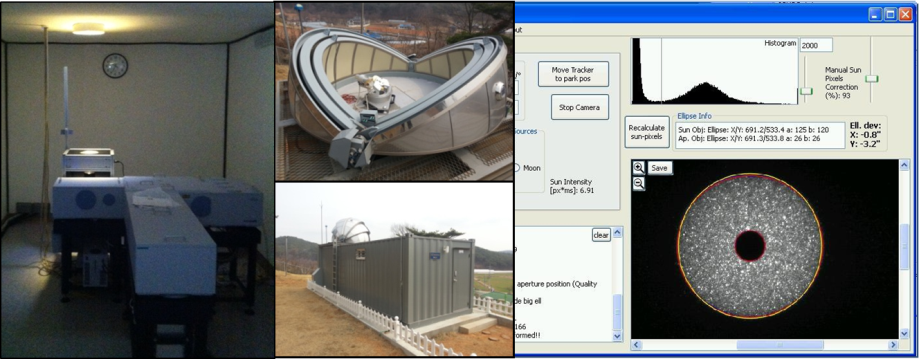 out
Histogram
2000
Move Tracker
to park pos
Manual Sun
Pixels
Correction
(%): 93
Stop Camera
Recalculate
sun-pixels
Ellipse Info
Sun Obj: Ellipse: X/Y: 691.2/533.4 a: 125 b: 120
Ap. Obj: Ellipse: X/Y: 691.3/533.8 a: 26 b: 26
Ell. dev:
X: -0.8"
Y: -3.2"
ources
Moon
Sun Intensity
[px*ms]: 6.91
Save
clear
aperture position (Quality
de big ell
166
ormed!!